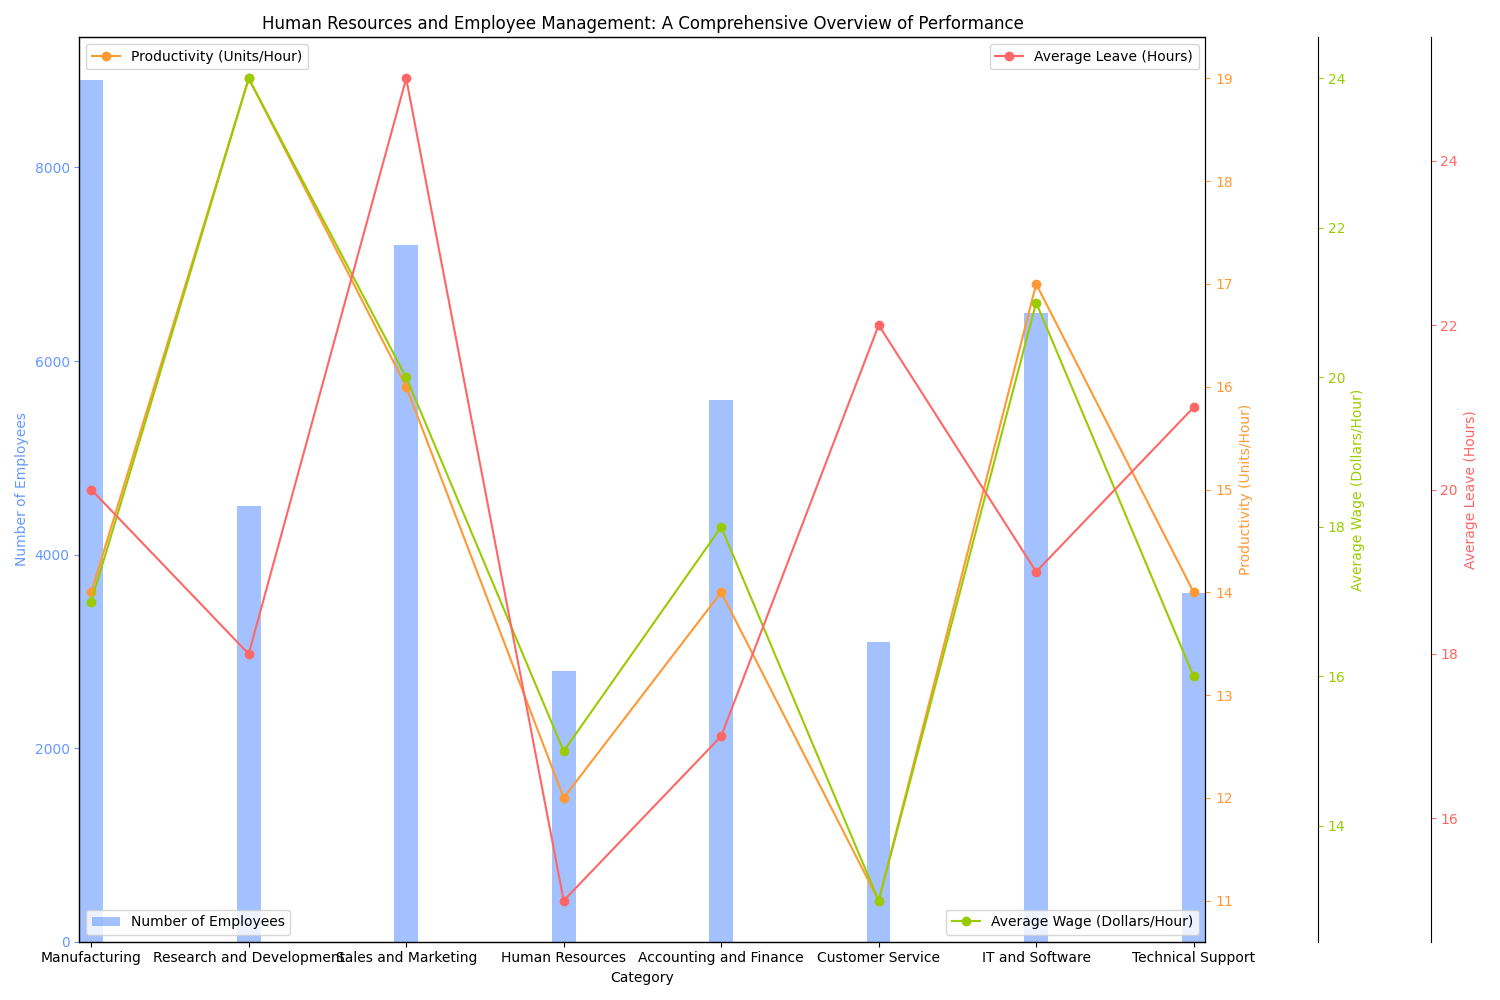 Human Resources and Employee Management: A Comprehensive Overview of Performance
Productivity (Units/Hour)
Average Leave (Hours)
Number of Employees
Average Wage (Dollars/Hour)
Number of Employees
0
2000
4000
6000
8000
Manufacturing
Research and Development
Sales and Marketing
Human Resources
Accounting and Finance
Customer Service
IT and Software
Technical Support
Category
19
18
17
16
15
14
13
12
11
Productivity (Units/Hour)
24
22
20
18
16
14
Average Wage (Dollars/Hour)
24
22
20
18
16
Average Leave (Hours)